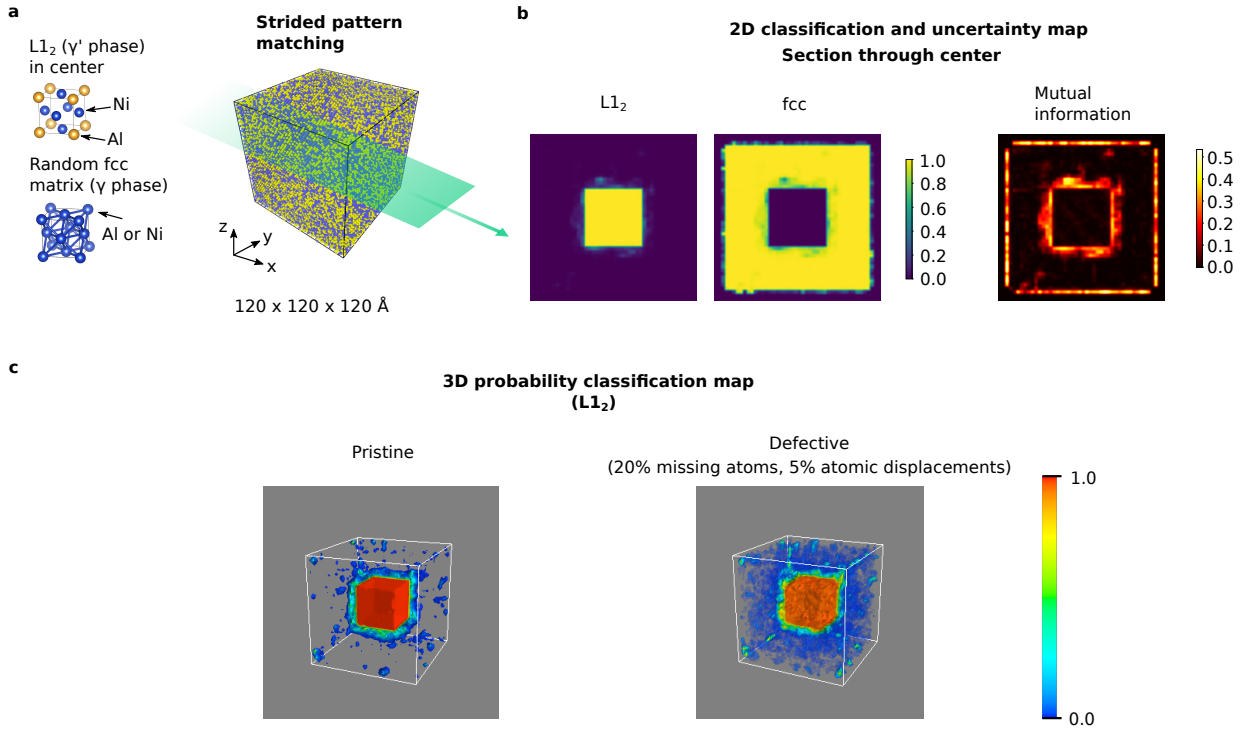 a
Strided pattern
matching
L1₂ (γ' phase)
in center
Ni
Al
Random fcc
matrix (γ phase)
Al or Ni
z
y
x
120 x 120 x 120 Å
b
2D classification and uncertainty map
Section through center
L1₂
fcc
1.0
0.8
0.6
0.4
0.2
0.0
Mutual
information
0.5
0.4
0.3
0.2
0.1
0.0
c
3D probability classification map
(L1₂)
Pristine
Defective
(20% missing atoms, 5% atomic displacements)
1.0
0.0